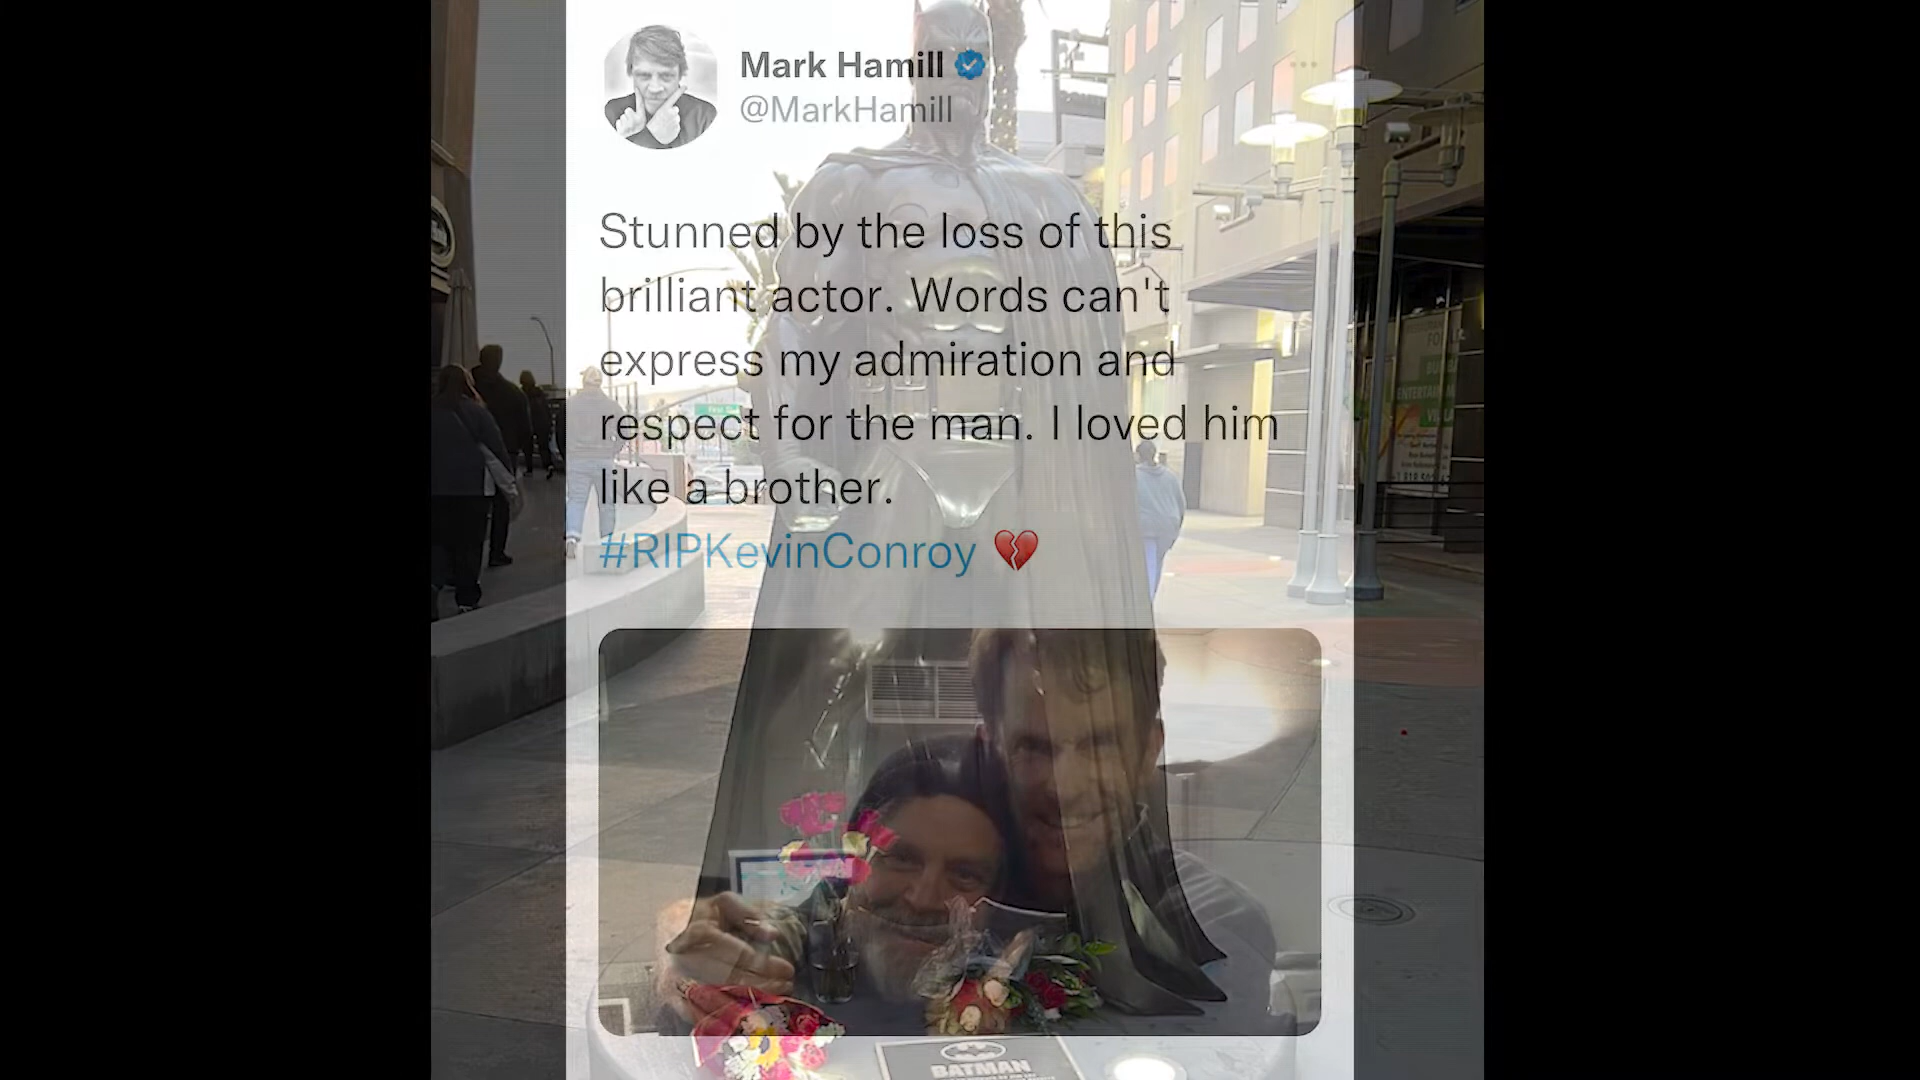 Mark Hamill
@MarkHamill
Stunned by the loss of this
brilliant actor. Words can't
express my admiration and
respect for the man. I loved him
like a brother.
#RIPKevinConroy 💔
BATMAN